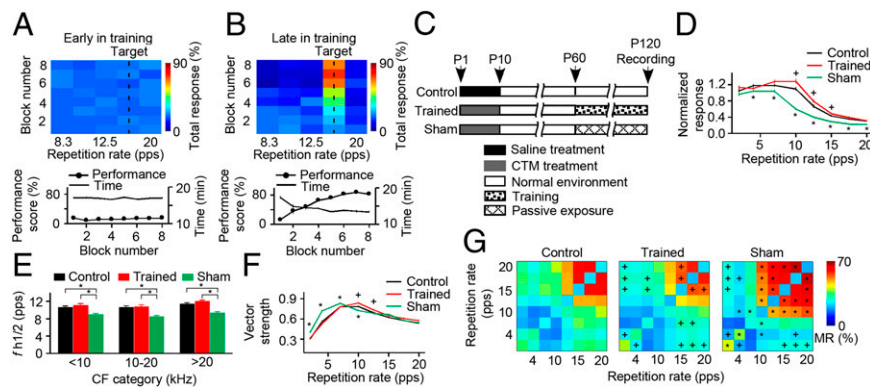 A
Early in training
Target
Block number
8
6
4
2
8.3
12.5
20
Repetition rate (pps)
90
0
Total response (%)
Performance
Time
Performance
score (%)
80
40
0
20
15
10
Time (min)
2
4
6
8
Block number
B
Late in training
Target
Block number
8
6
4
2
8.3
12.5
20
Repetition rate (pps)
90
0
Total response (%)
Performance
Time
Performance
score (%)
80
40
0
20
15
10
Time (min)
2
4
6
8
Block number
C
P1
P10
P60
P120
Recording
Control
Trained
Sham
Saline treatment
CTM treatment
Normal environment
Training
Passive exposure
D
Control
Trained
Sham
Normalized
response
1.2
0.8
0.4
+
+
+
*
*
*
*
*
*
*
5
10
15
20
Repetition rate (pps)
E
Control
Trained
Sham
fh1/2
(pps)
12
8
4
0
*
*
*
*
*
*
<10
10-20
>20
CF category (kHz)
F
Control
Trained
Sham
Vector
strength
0.9
0.6
0.3
*
*
*
+
+
*
5
10
15
20
Repetition rate (pps)
G
Control
Trained
Sham
Repetition rate
(pps)
20
16
10
4
4
10
15
20
4
10
15
20
4
10
15
20
Repetition rate (pps)
70
0
MR (%)